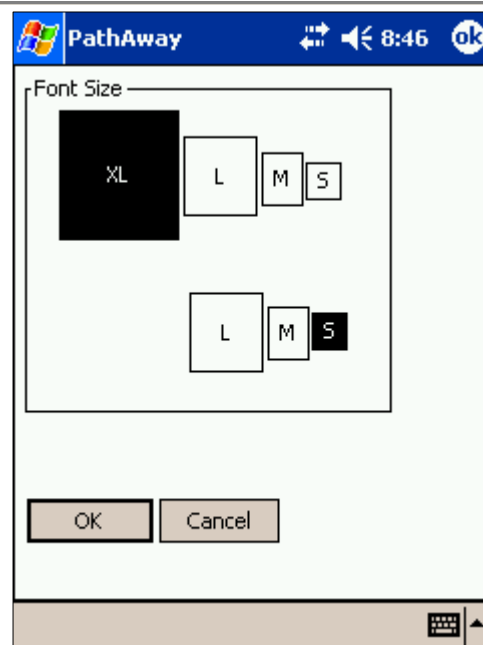 PathAway 8:46 ok
Font Size
XL L M S
L M S
OK Cancel